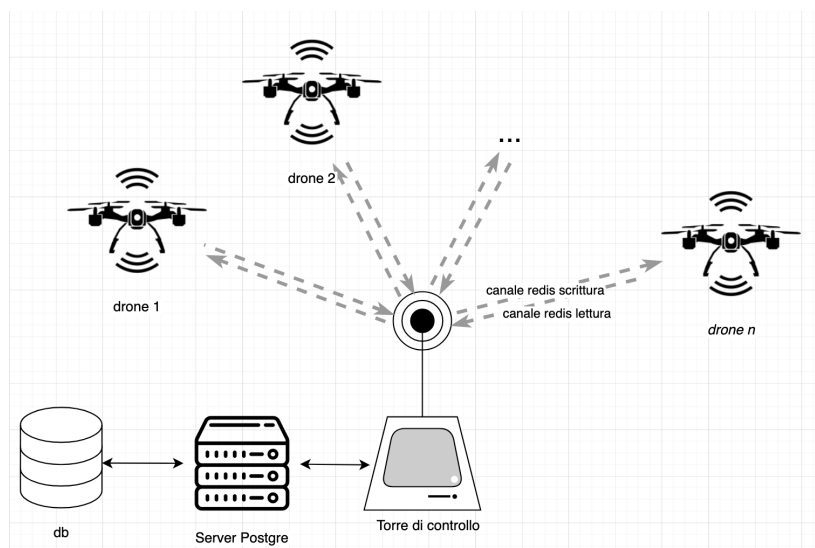 ...
drone 2
drone 1
canale redis scrittura
canale redis lettura
drone n
db
Server Postgre
Torre di controllo